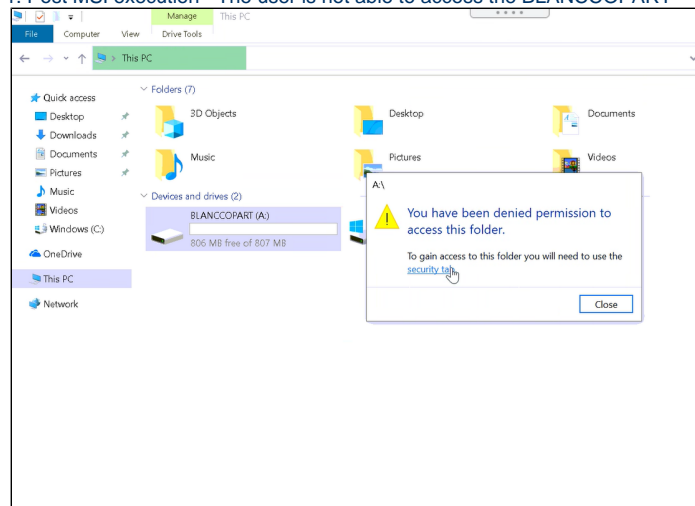 1. Post MSI execution - The user is not able to access the BLANCCOPART
Manage
This PC
File
Computer
View
Drive Tools
This PC
Quick access
Desktop
Downloads
Documents
Pictures
Music
Videos
Windows (C:)
OneDrive
This PC
Network
Folders (7)
3D Objects
Desktop
Documents
Music
Pictures
Videos
Devices and drives (2)
BLANCCOPART (A:)
806 MB free of 807 MB
A:\
You have been denied permission to
access this folder.
To gain access to this folder you will need to use the
security tab.
Close